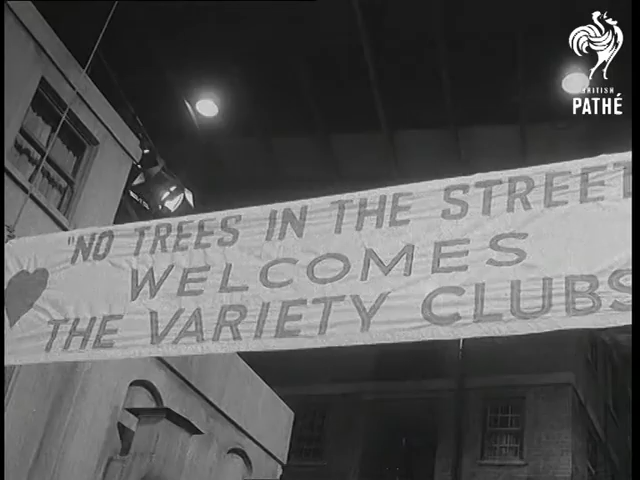 BRITISH
PATHÉ
"NO TREES IN THE STREET
WELCOMES
THE VARIETY CLUBS